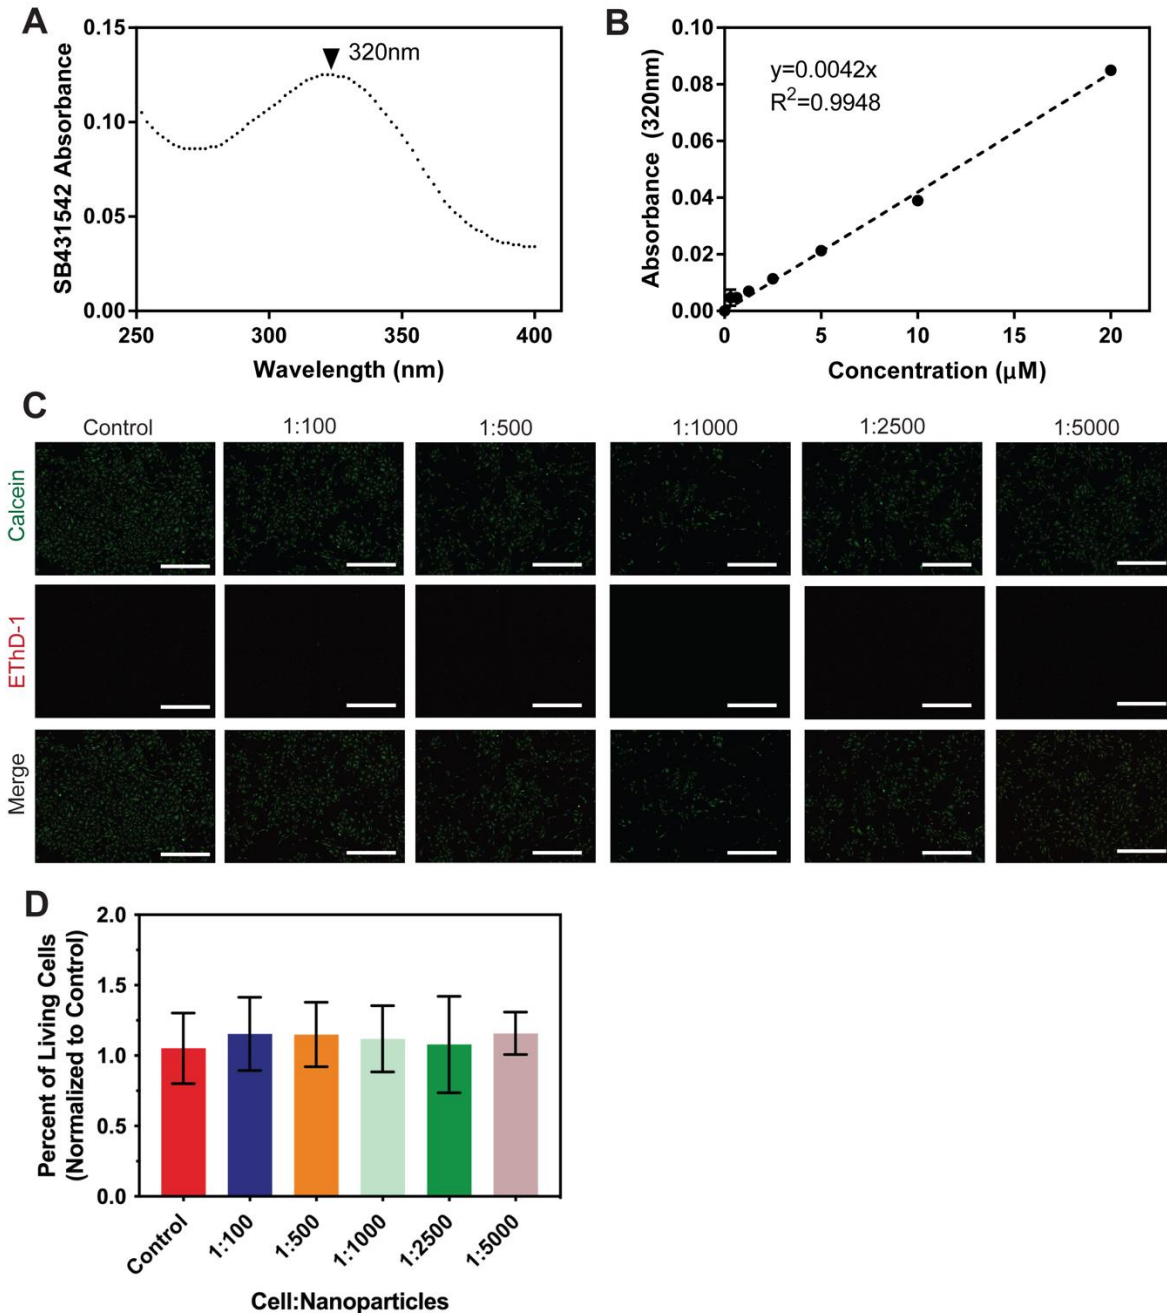 A
SB431542 Absorbance
0.15
0.10
0.05
0.00
320nm
250 300 350 400
Wavelength (nm)
B
Absorbance (320nm)
0.10
0.08
0.06
0.04
0.02
0.00
y=0.0042x
R²=0.9948
0 5 10 15 20
Concentration (μM)
C
Control 1:100 1:500 1:1000 1:2500 1:5000
Calcein
EThD-1
Merge
D
Percent of Living Cells
(Normalized to Control)
2.0
1.5
1.0
0.5
0.0
Control 1:100 1:500 1:1000 1:2500 1:5000
Cell:Nanoparticles